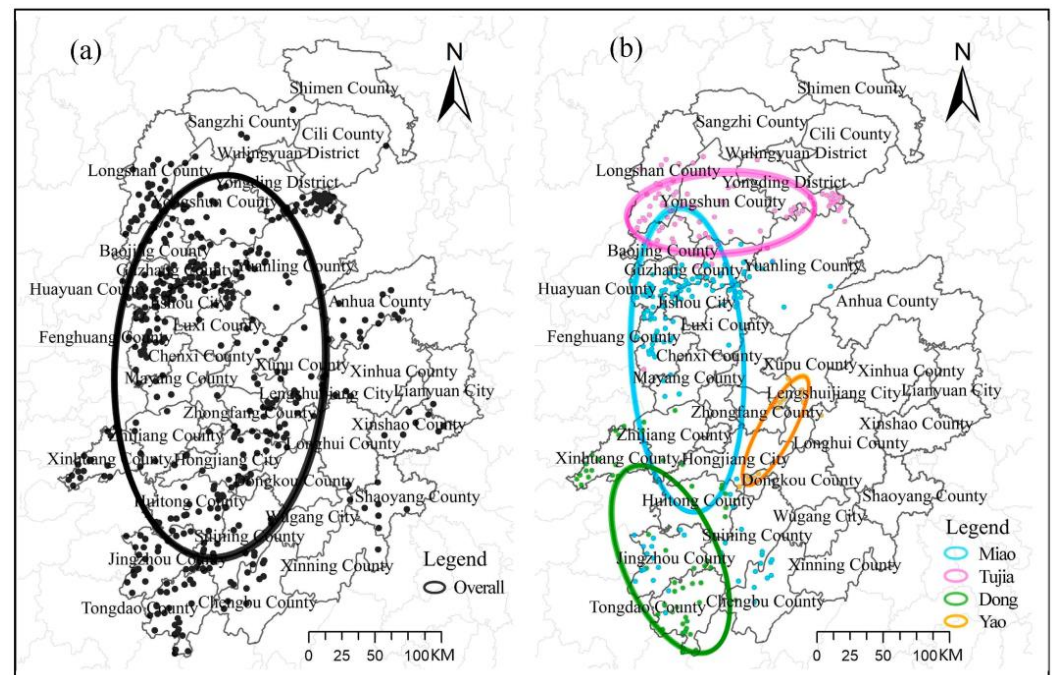 (a)
N
Shimen County
Sangzhi County
Cili County
Wulingyuan District
Longshan County
Yongding District
Yongshun County
Baojing County
Guzhang County
Yuanling County
Huayuan County
Jishou City
Anhua County
Luxi County
Fenghuang County
Chenxi County
Xupu County
Xinhua County
Mayang County
Lengshuijiang City
Lianyuan City
Zhongfang County
Xinshao County
Zhijiang County
Longhui County
Xinhuang County
Hongjiang City
Dongkou County
Huitong County
Shaoyang County
Wugang City
Suining County
Jingzhou County
Xinning County
Tongdao County
Chengbu County
Legend
Overall
0 25 50 100KM
(b)
N
Shimen County
Sangzhi County
Cili County
Wulingyuan District
Longshan County
Yongding District
Yongshun County
Baojing County
Guzhang County
Yuanling County
Huayuan County
Jishou City
Anhua County
Luxi County
Fenghuang County
Chenxi County
Xupu County
Xinhua County
Mayang County
Lengshuijiang City
Lianyuan City
Zhongfang County
Xinshao County
Zhijiang County
Longhui County
Xinhuang County
Hongjiang City
Dongkou County
Huitong County
Shaoyang County
Wugang City
Suining County
Jingzhou County
Xinning County
Tongdao County
Chengbu County
Legend
Miao
Tujia
Dong
Yao
0 25 50 100KM